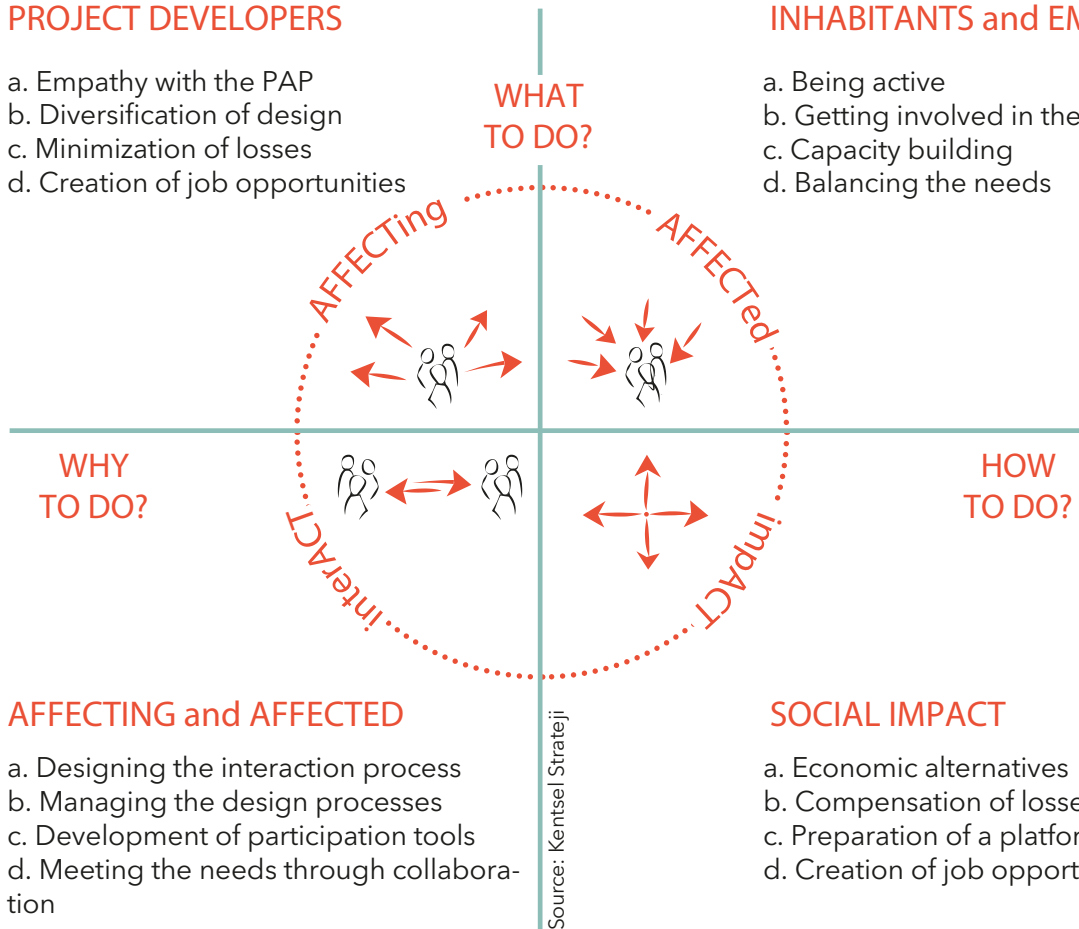 PROJECT DEVELOPERS
a. Empathy with the PAP
b. Diversification of design
c. Minimization of losses
d. Creation of job opportunities
WHAT
TO DO?
INHABITANTS and EM
a. Being active
b. Getting involved in the
c. Capacity building
d. Balancing the needs
AFFECTing
AFFECTed
WHY
TO DO?
HOW
TO DO?
interACT
impACT
AFFECTING and AFFECTED
a. Designing the interaction process
b. Managing the design processes
c. Development of participation tools
d. Meeting the needs through collabora-
tion
Source: Kentsel Strateji
SOCIAL IMPACT
a. Economic alternatives
b. Compensation of losse
c. Preparation of a platfor
d. Creation of job opport